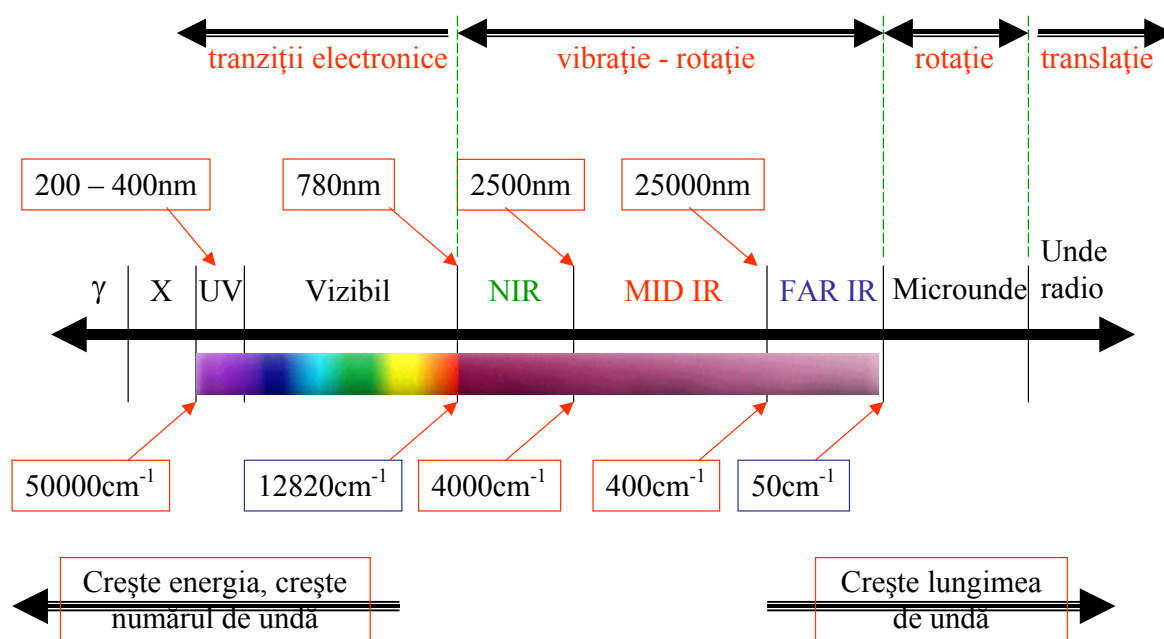 tranziţii electronice
vibraţie - rotaţie
rotaţie
translaţie
200 – 400nm
780nm
2500nm
25000nm
γ
X
UV
Vizibil
NIR
MID IR
FAR IR
Microunde
Unde
radio
50000cm⁻¹
12820cm⁻¹
4000cm⁻¹
400cm⁻¹
50cm⁻¹
Creşte energia, creşte
numărul de undă
Creşte lungimea
de undă